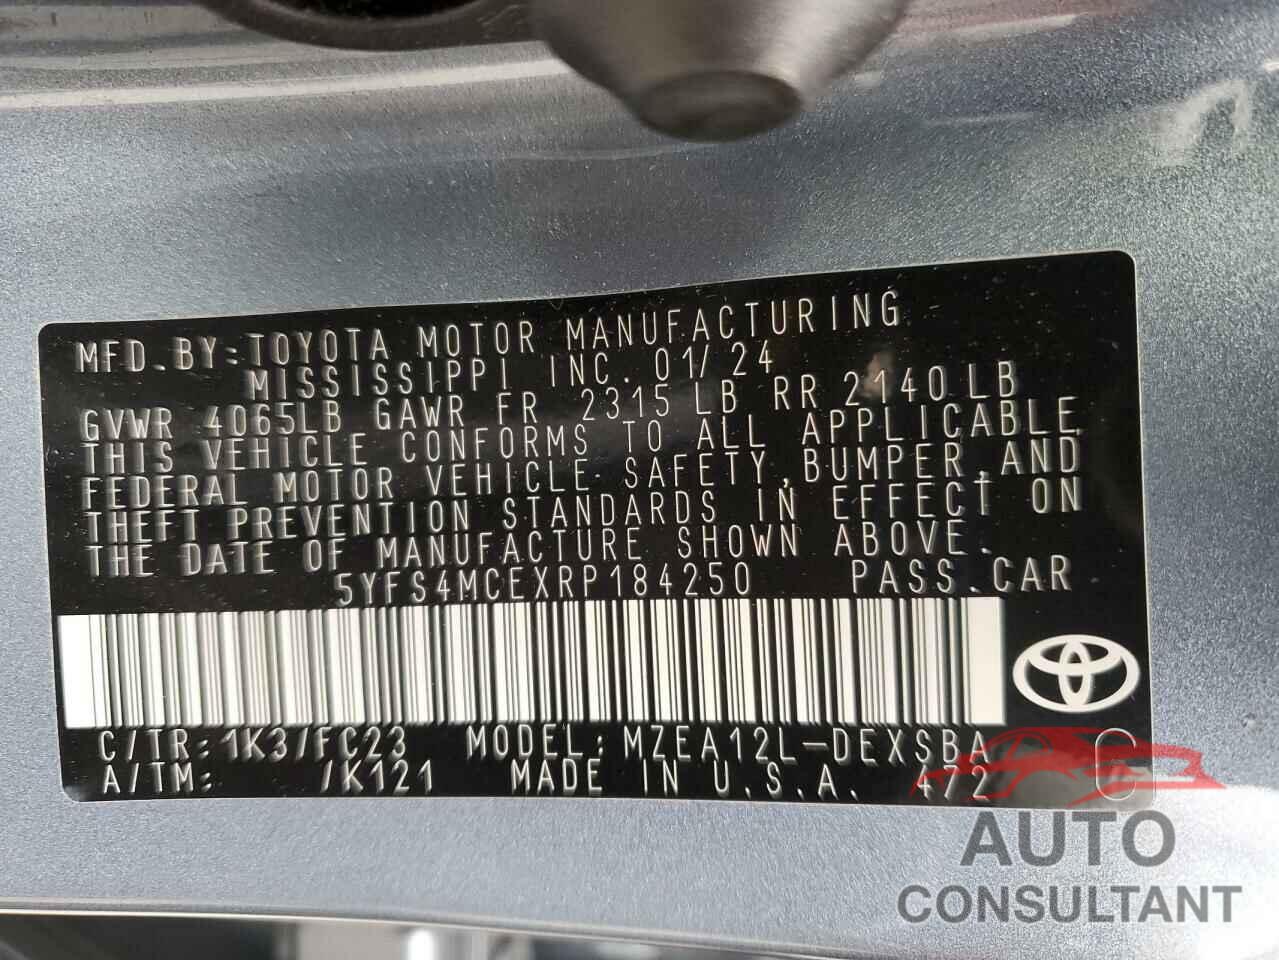 MFD. BY: TOYOTA MOTOR MANUFACTURING
MISSISSIPPI INC. 01/24
GVWR 4065LB GAWR FR 2315 LB RR 2140 LB
THIS VEHICLE CONFORMS TO ALL APPLICABLE
FEDERAL MOTOR VEHICLE SAFETY, BUMPER, AND
THEFT PREVENTION STANDARDS IN EFFECT ON
THE DATE OF MANUFACTURE SHOWN ABOVE.
5YFS4MCEXRP184250 PASS. CAR
C/TR: 1K3/FC23 MODEL: MZEA12L-DEXSBA C
A/TM: /K121 MADE IN U.S.A. 472
AUTO
CONSULTANT